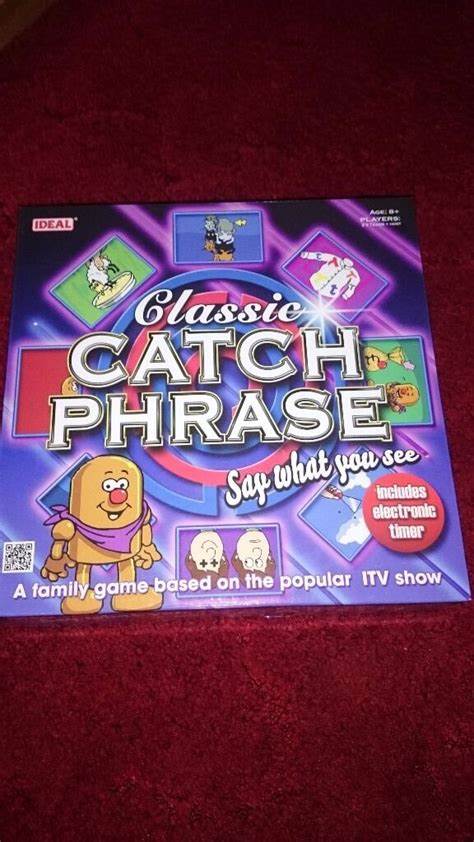 IDEAL
AGE: 8+
PLAYERS:
Classic
CATCH
PHRASE
Say what you see
includes
electronic
timer
A family game based on the popular ITV show